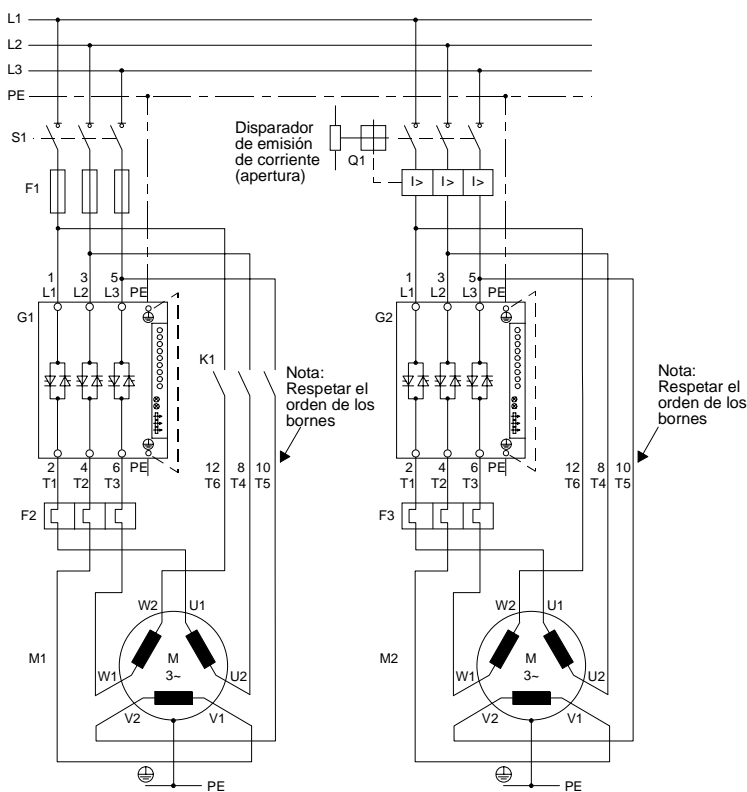 L1
L2
L3
PE
S1
F1
Disparador
de emisión
de corriente
(apertura)
Q1
I> I> I>
1 3 5
L1 L2 L3 PE
G1
K1
Nota:
Respetar el
orden de los
bornes
2 4 6 PE 12 8 10
T1 T2 T3 T6 T4 T5
F2
W2 U1
M1
W1 M U2
3~
V2 V1
PE
1 3 5
L1 L2 L3 PE
G2
Nota:
Respetar el
orden de los
bornes
2 4 6 PE 12 8 10
T1 T2 T3 T6 T4 T5
F3
W2 U1
M2
W1 M U2
3~
V2 V1
PE